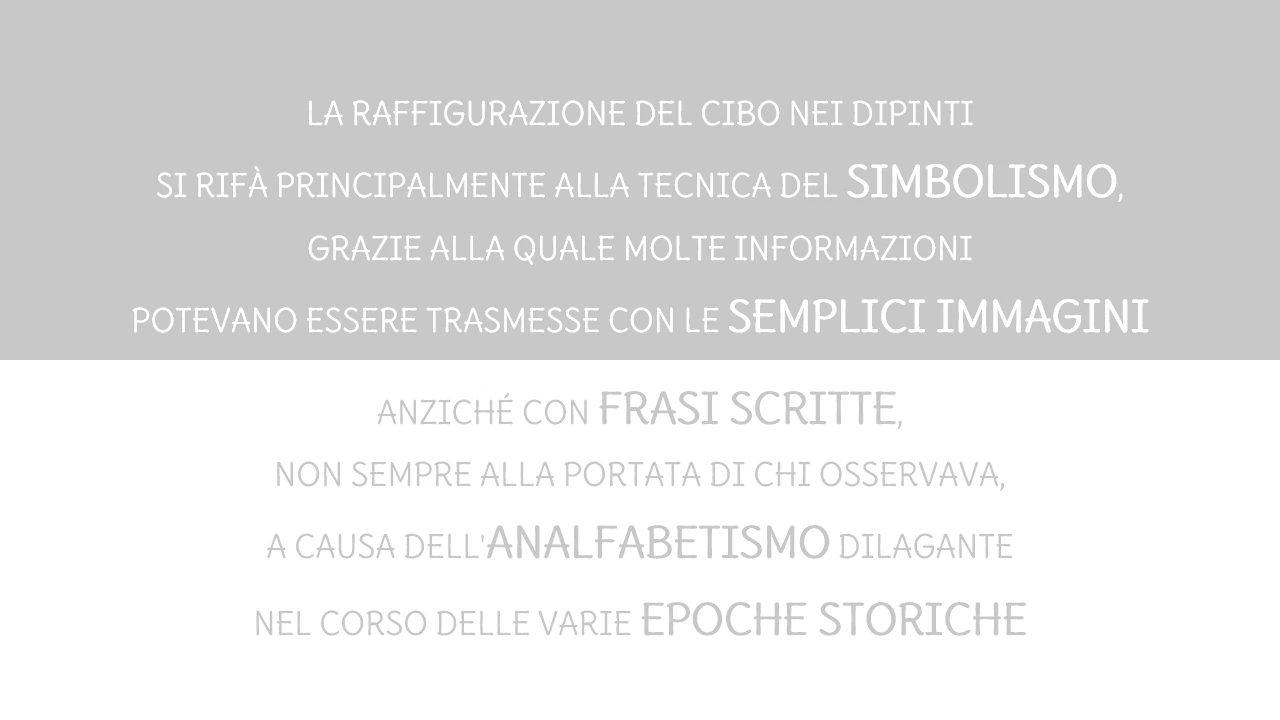 LA RAFFIGURAZIONE DEL CIBO NEI DIPINTI
SI RIFÀ PRINCIPALMENTE ALLA TECNICA DEL SIMBOLISMO,
GRAZIE ALLA QUALE MOLTE INFORMAZIONI
POTEVANO ESSERE TRASMESSE CON LE SEMPLICI IMMAGINI
ANZICHÉ CON FRASI SCRITTE,
NON SEMPRE ALLA PORTATA DI CHI OSSERVAVA,
A CAUSA DELL'ANALFABETISMO DILAGANTE
NEL CORSO DELLE VARIE EPOCHE STORICHE